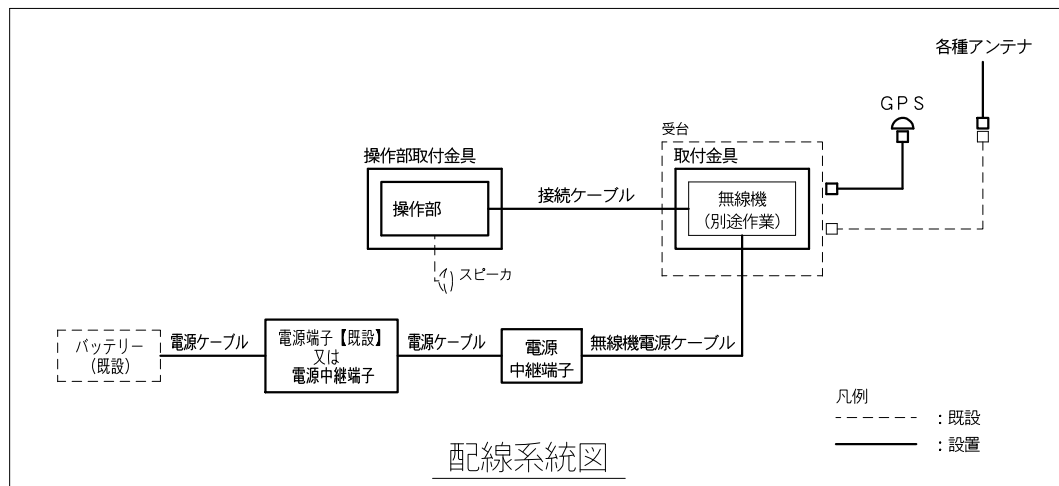 各種アンテナ
GPS
受台
操作部取付金具
取付金具
操作部
接続ケーブル
無線機
(別途作業)
スピーカ
バッテリー
(既設)
電源ケーブル
電源端子【既設】
又は
電源中継端子
電源ケーブル
電源
中継端子
無線機電源ケーブル
凡例
:既設
:設置
配線系統図